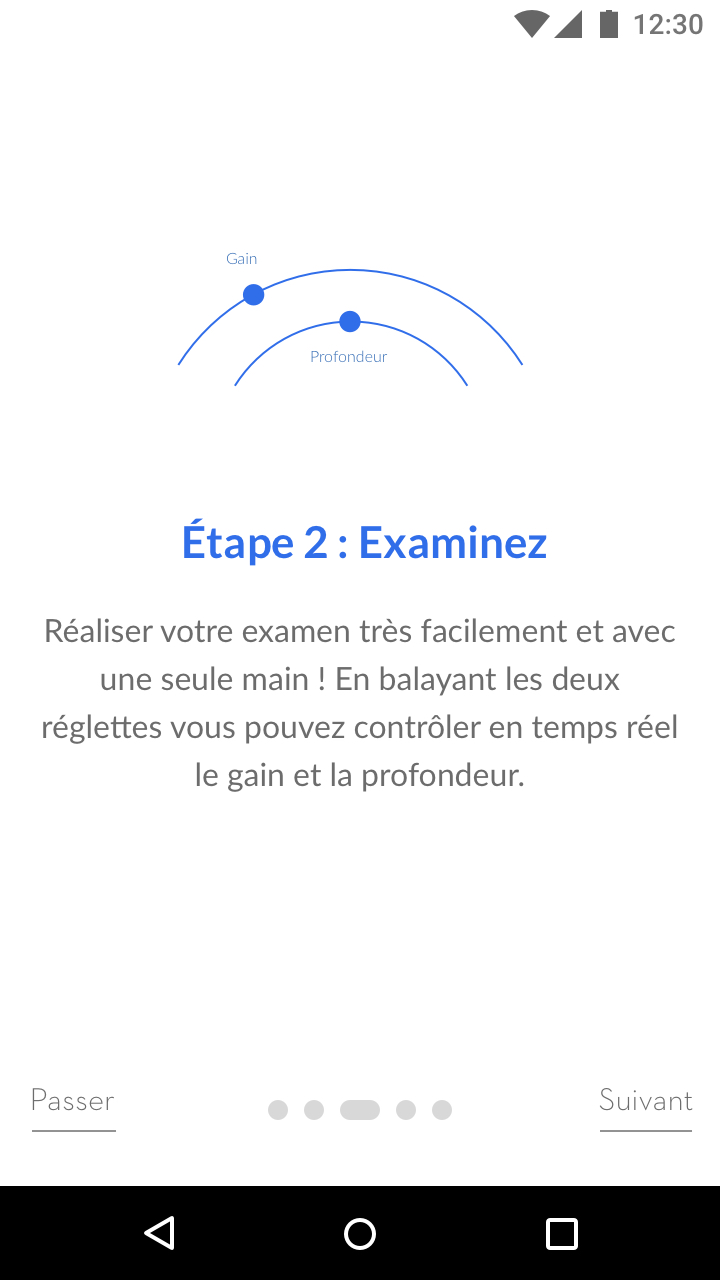 12:30
Gain
Profondeur
Étape 2 : Examinez
Réaliser votre examen très facilement et avec
une seule main ! En balayant les deux
réglettes vous pouvez contrôler en temps réel
le gain et la profondeur.
Passer
Suivant